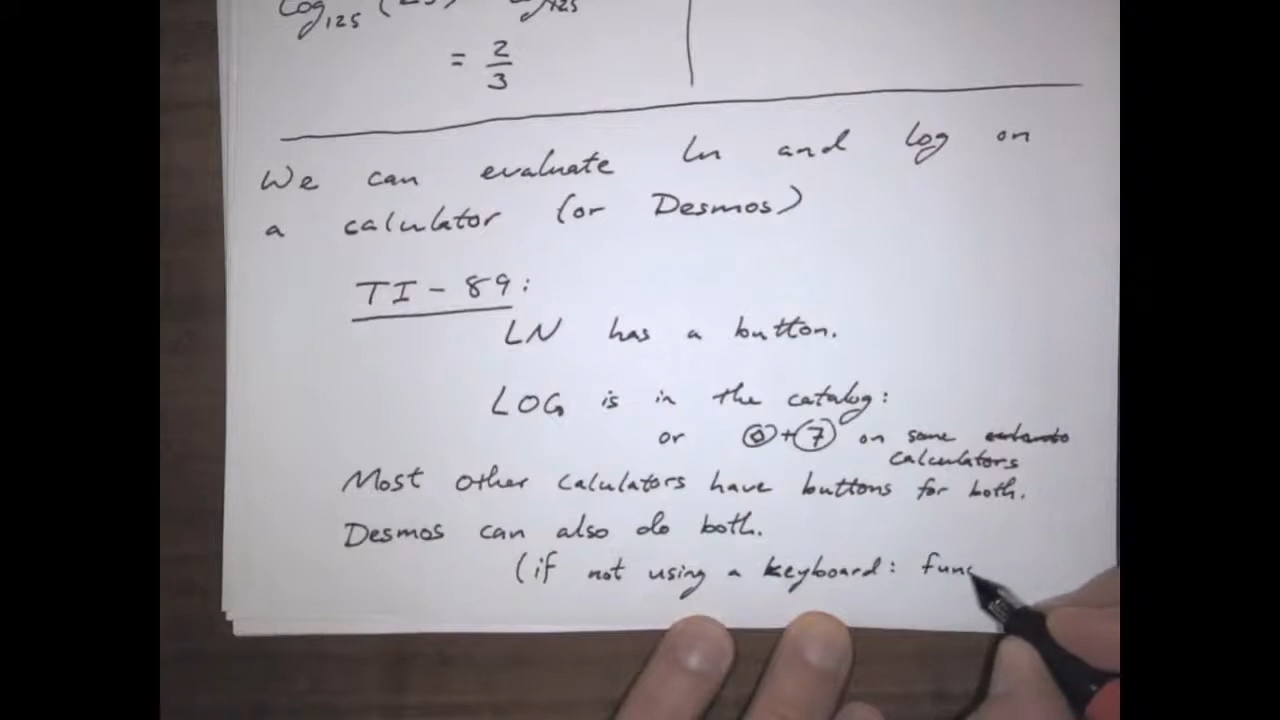 log₁₂₅
= 2/3
We can evaluate ln and log on
a calculator (or Desmos)
TI-89:
LN has a button.
LOG is in the catalog:
or ⓪+⑦ on some
calculators
Most other calculators have buttons for both.
Desmos can also do both.
(if not using a keyboard: func